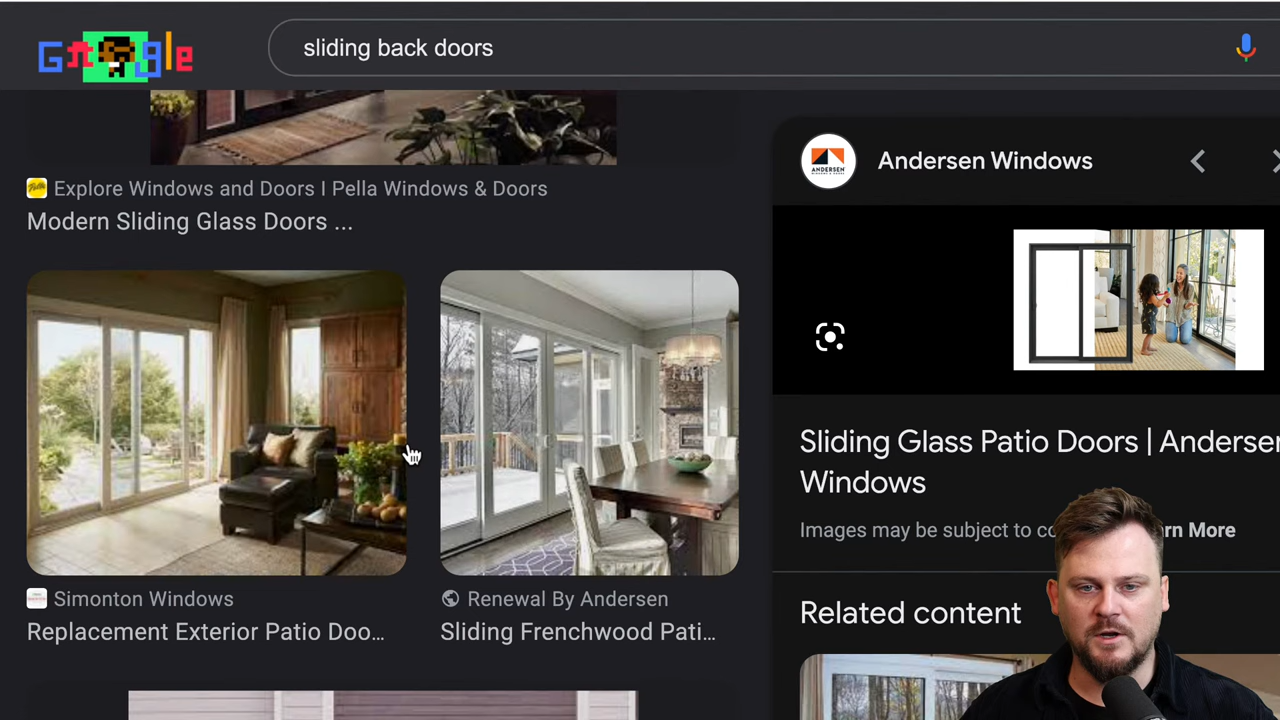 sliding back doors
Explore Windows and Doors I Pella Windows & Doors
Modern Sliding Glass Doors ...
Simonton Windows
Replacement Exterior Patio Doo...
Renewal By Andersen
Sliding Frenchwood Pati...
Andersen Windows
ANDERSEN
Sliding Glass Patio Doors | Andersen
Windows
Images may be subject to co
rn More
Related content